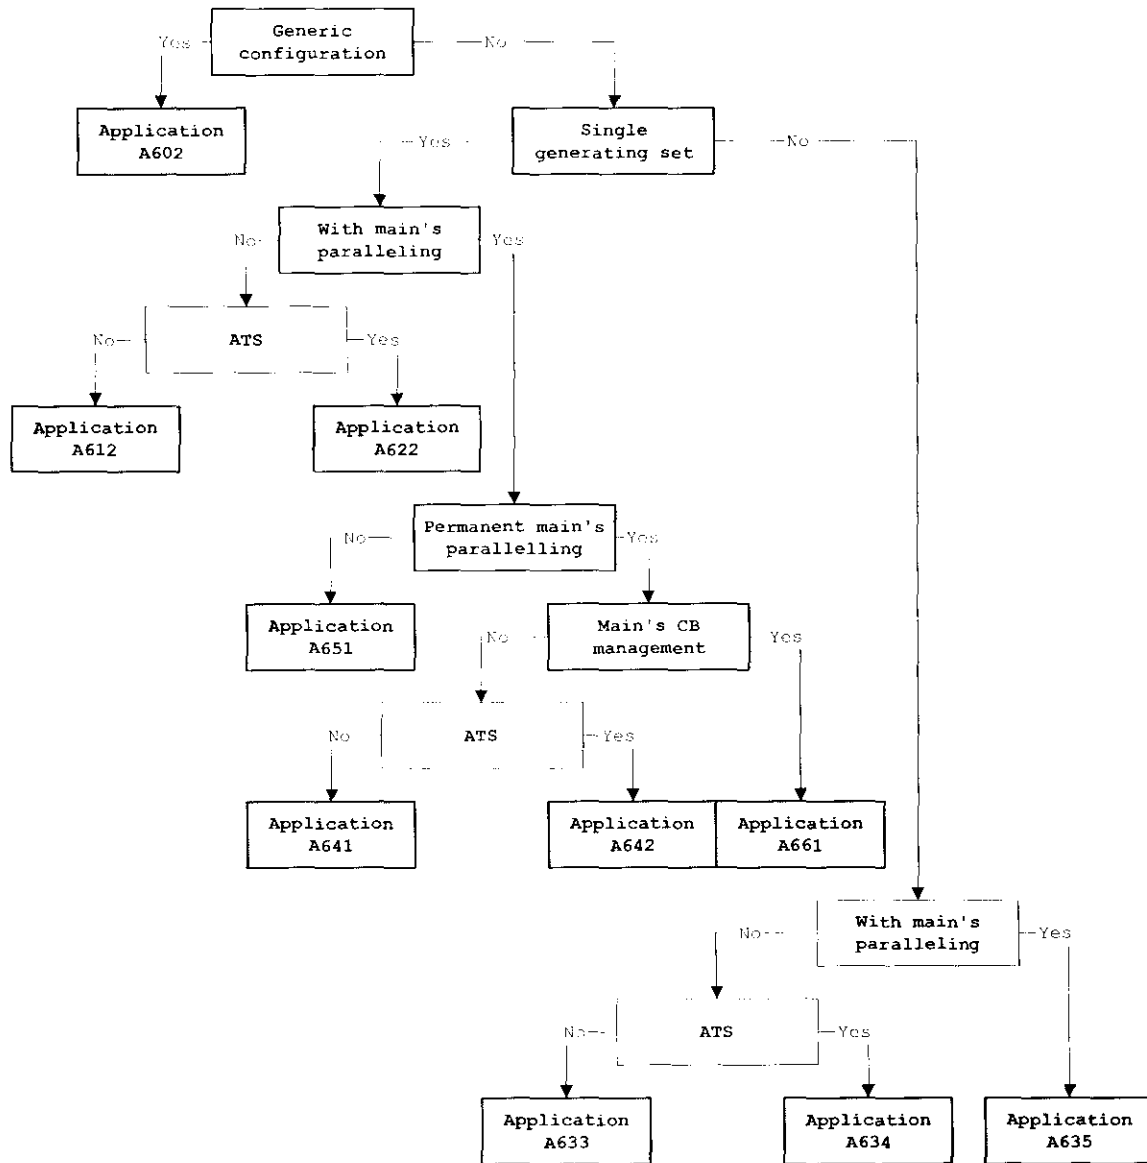 Generic
configuration
Yes
No
Application
A602
Single
generating set
Yes
No
With main's
paralleling
No
Yes
ATS
No
Yes
Application
A612
Application
A622
Permanent main's
parallelling
No
Yes
Application
A651
Main's CB
management
No
Yes
ATS
No
Yes
Application
A641
Application
A642
Application
A661
With main's
paralleling
No
Yes
ATS
No
Yes
Application
A633
Application
A634
Application
A635